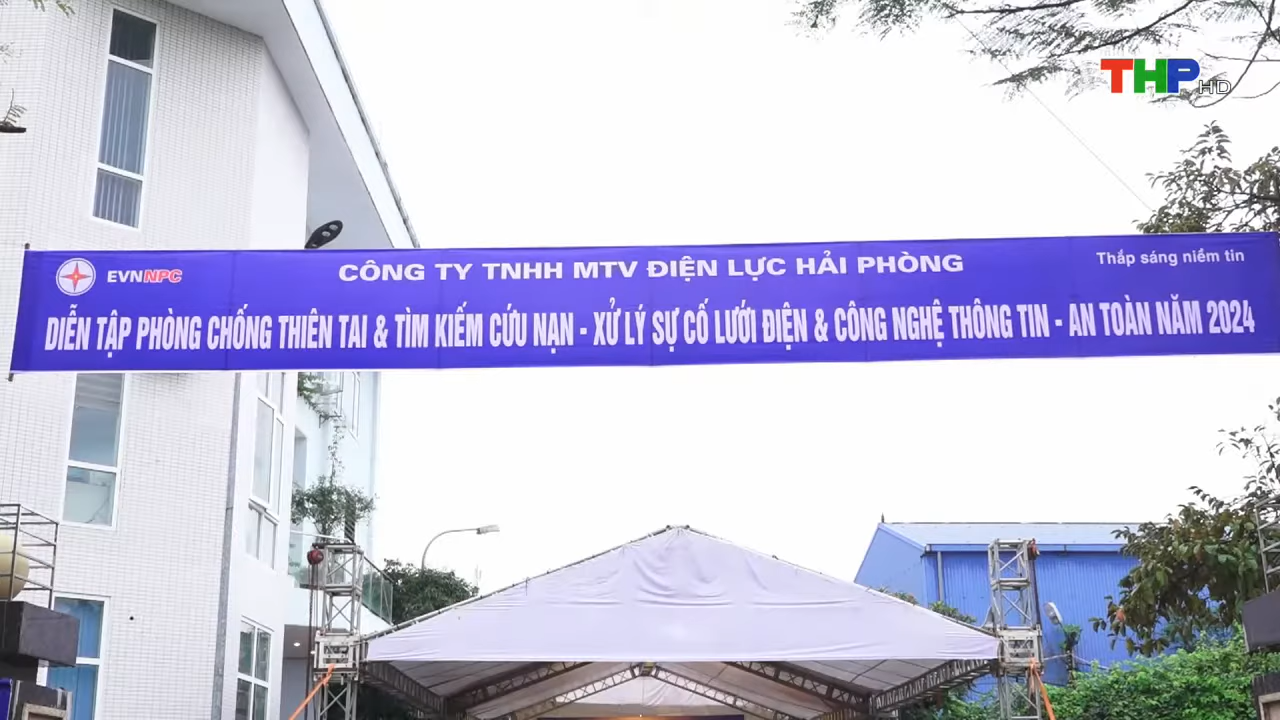 THP HD
EVNNPC
CÔNG TY TNHH MTV ĐIỆN LỰC HẢI PHÒNG
Thắp sáng niềm tin
DIỄN TẬP PHÒNG CHỐNG THIÊN TAI & TÌM KIẾM CỨU NẠN - XỬ LÝ SỰ CỐ LƯỚI ĐIỆN & CÔNG NGHỆ THÔNG TIN - AN TOÀN NĂM 2024